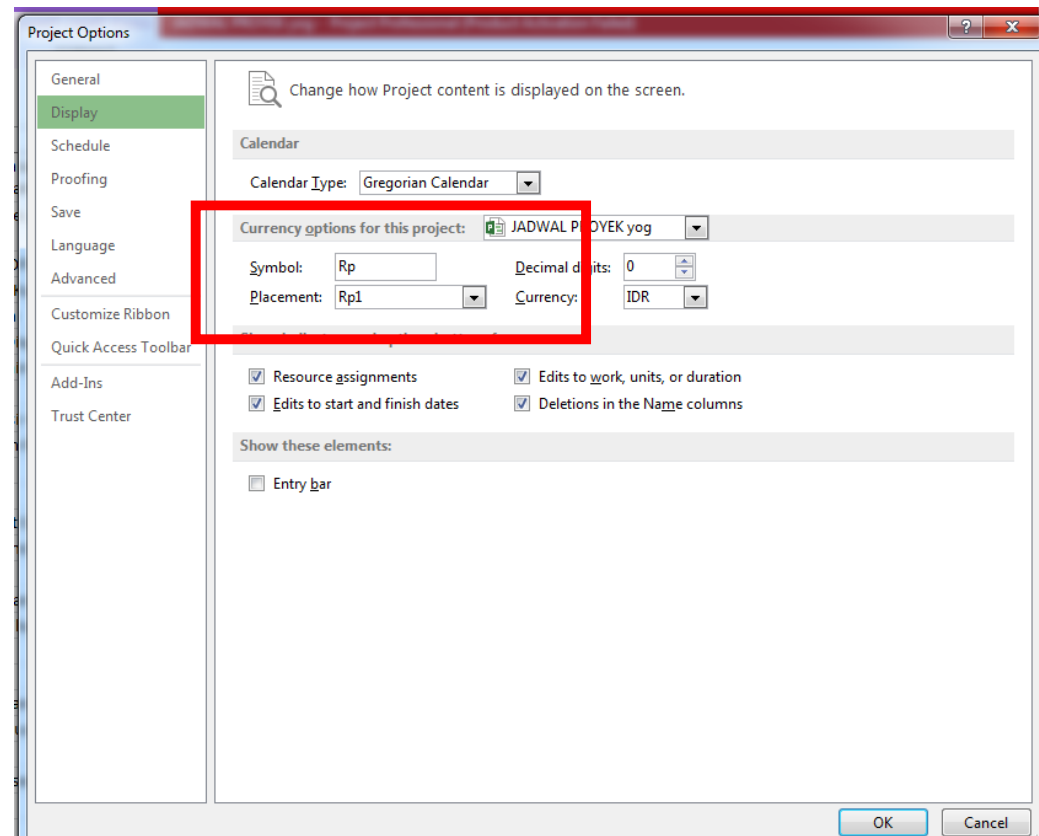 Project Options
General
Display
Schedule
Proofing
Save
Language
Advanced
Customize Ribbon
Quick Access Toolbar
Add-Ins
Trust Center
Change how Project content is displayed on the screen.
Calendar
Calendar Type: Gregorian Calendar
Currency options for this project: JADWAL PROYEK yog
Symbol: Rp Decimal digits: 0
Placement: Rp1 Currency: IDR
Resource assignments Edits to work, units, or duration
Edits to start and finish dates Deletions in the Name columns
Show these elements:
Entry bar
OK Cancel